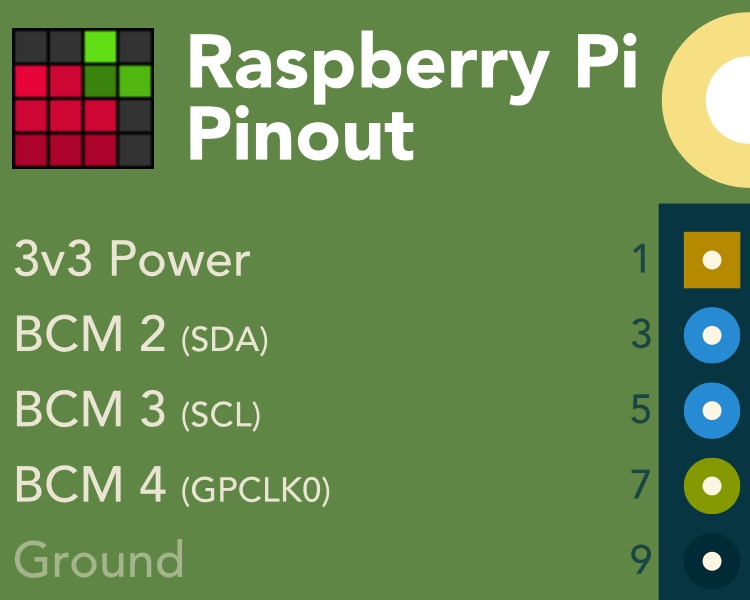 Raspberry Pi
Pinout
3v3 Power 1
BCM 2 (SDA) 3
BCM 3 (SCL) 5
BCM 4 (GPCLK0) 7
Ground 9